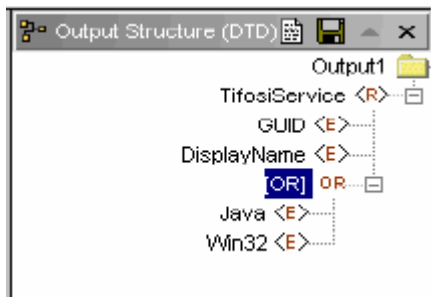 Output Structure (DTD)
Output1
TifosiService <R>
GUID <E>
DisplayName <E>
[OR] OR
Java <E>
Win32 <E>